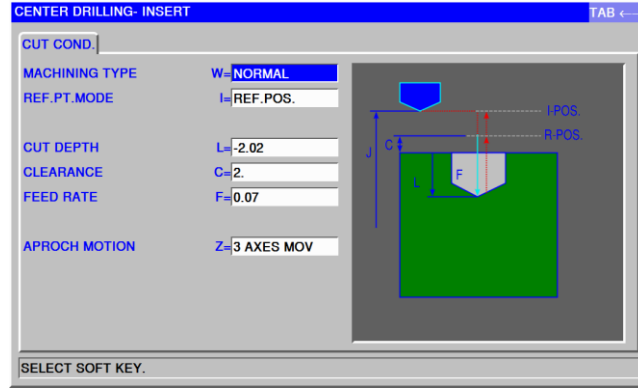 CENTER DRILLING- INSERT TAB ←
CUT COND.
MACHINING TYPE W= NORMAL
REF.PT.MODE I= REF.POS.
CUT DEPTH L= -2.02
CLEARANCE C= 2.
FEED RATE F= 0.07
APROCH MOTION Z= 3 AXES MOV
I-POS.
R-POS.
J
C
L
F
SELECT SOFT KEY.